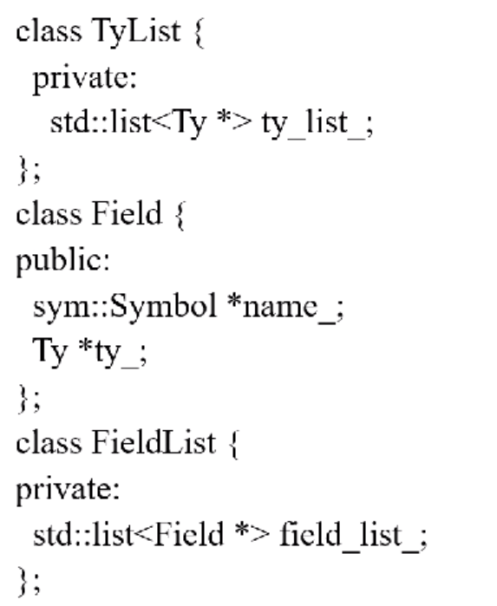 class TyList {
private:
std::list<Ty *> ty_list_;
};
class Field {
public:
sym::Symbol *name_;
Ty *ty_;
};
class FieldList {
private:
std::list<Field *> field_list_;
};